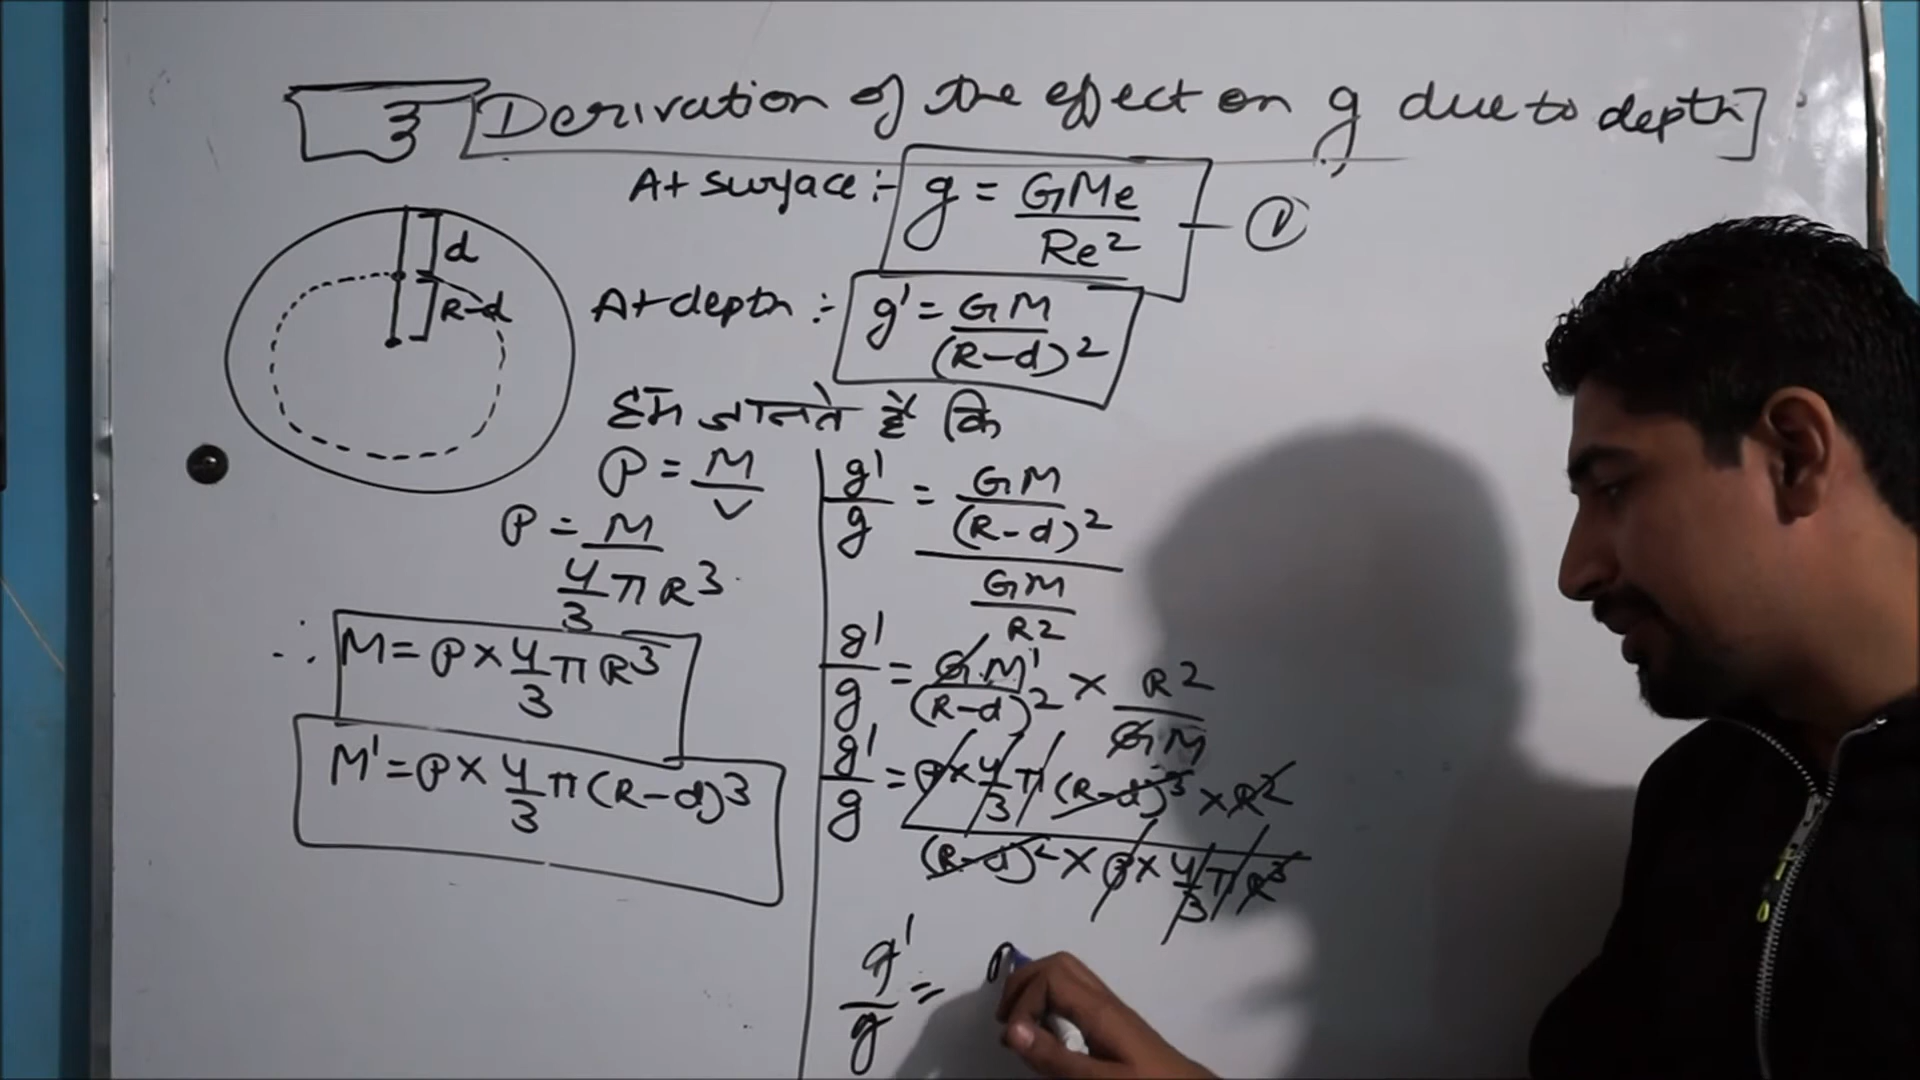 3 Derivation of the effect on g due to depth]
At surface :- g = GMe / Re² — ①
d
R-d
At depth :- g' = GM / (R-d)²
हम जानते हैं कि
ρ = M / V
ρ = M / 4/3 π R³
∴ M = ρ × 4/3 π R³
M' = ρ × 4/3 π (R-d)³
g'/g = GM / (R-d)² / GM / R²
g'/g = GM' / (R-d)² × R² / GM
g'/g = ρ × 4/3 π (R-d)³ × R² / (R-d)² × ρ × 4/3 π R³
g'/g =